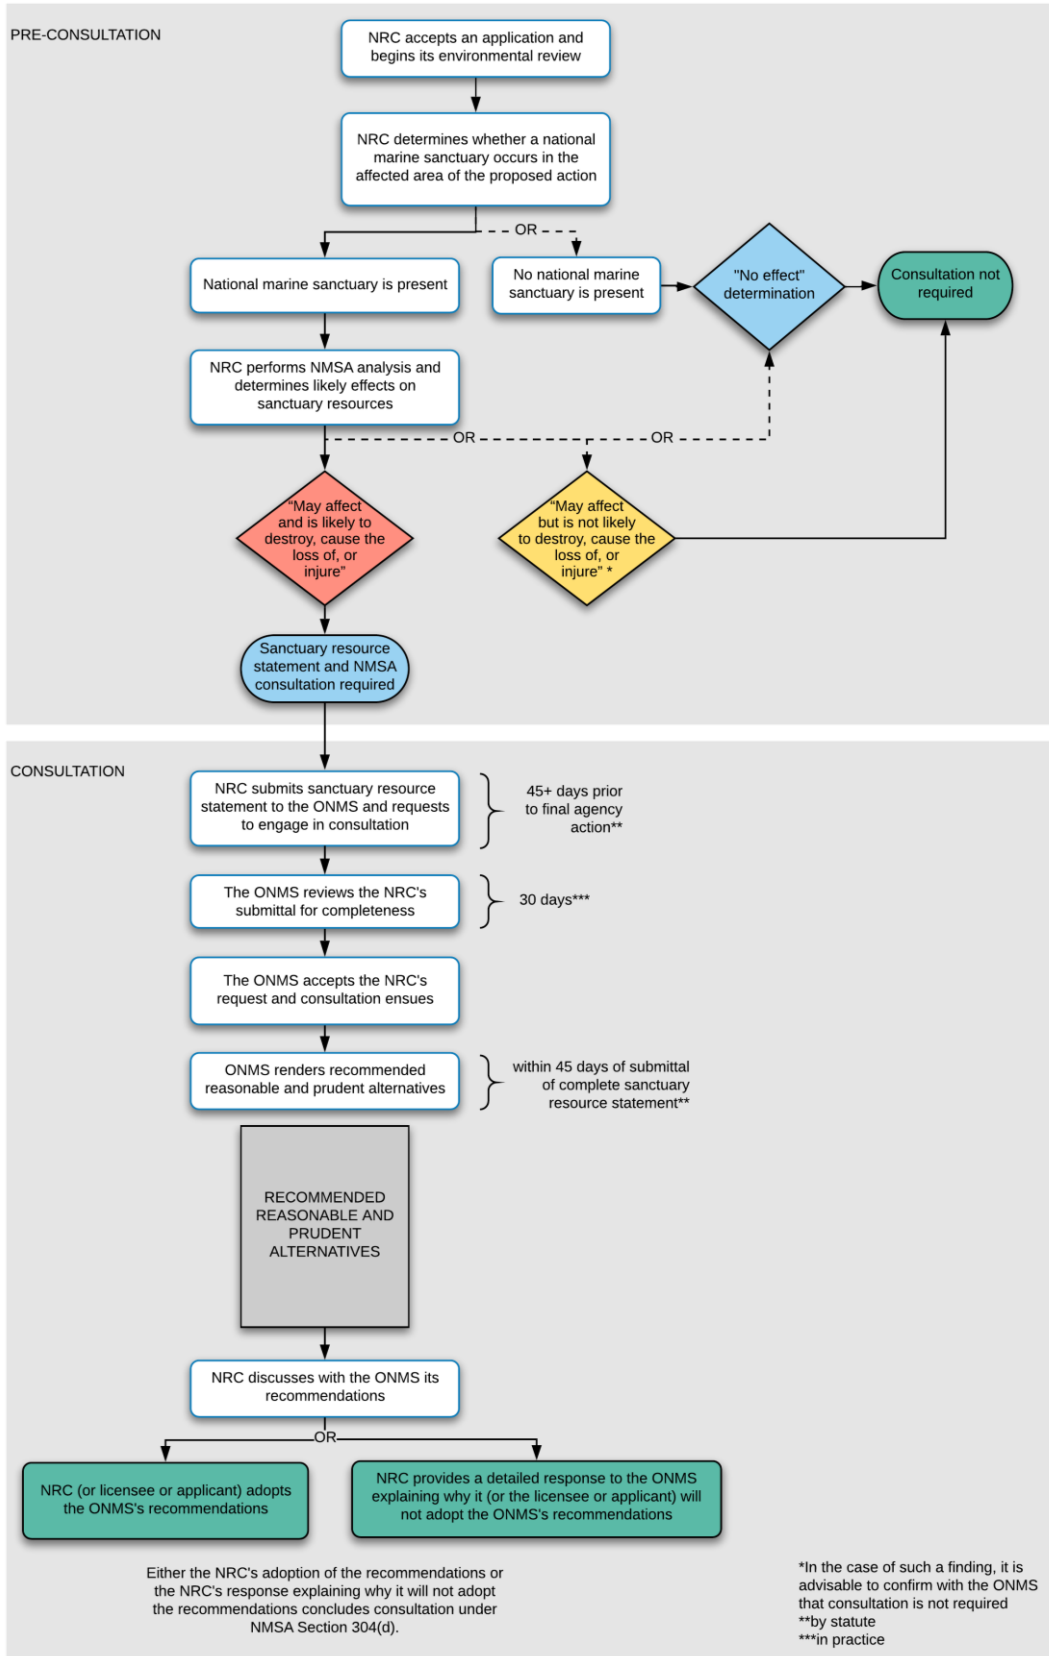 PRE-CONSULTATION
NRC accepts an application and
begins its environmental review
NRC determines whether a national
marine sanctuary occurs in the
affected area of the proposed action
OR
National marine sanctuary is present
No national marine
sanctuary is present
"No effect"
determination
Consultation not
required
NRC performs NMSA analysis and
determines likely effects on
sanctuary resources
OR
OR
“May affect
and is likely to
destroy, cause the
loss of, or
injure”
“May affect
but is not likely
to destroy, cause the
loss of, or
injure” *
Sanctuary resource
statement and NMSA
consultation required
CONSULTATION
NRC submits sanctuary resource
statement to the ONMS and requests
to engage in consultation
45+ days prior
to final agency
action**
The ONMS reviews the NRC's
submittal for completeness
30 days***
The ONMS accepts the NRC's
request and consultation ensues
ONMS renders recommended
reasonable and prudent alternatives
within 45 days of submittal
of complete sanctuary
resource statement**
RECOMMENDED
REASONABLE AND
PRUDENT
ALTERNATIVES
NRC discusses with the ONMS its
recommendations
OR
NRC (or licensee or applicant) adopts
the ONMS's recommendations
NRC provides a detailed response to the ONMS
explaining why it (or the licensee or applicant) will
not adopt the ONMS's recommendations
Either the NRC's adoption of the recommendations or
the NRC's response explaining why it will not adopt
the recommendations concludes consultation under
NMSA Section 304(d).
*In the case of such a finding, it is
advisable to confirm with the ONMS
that consultation is not required
**by statute
***in practice